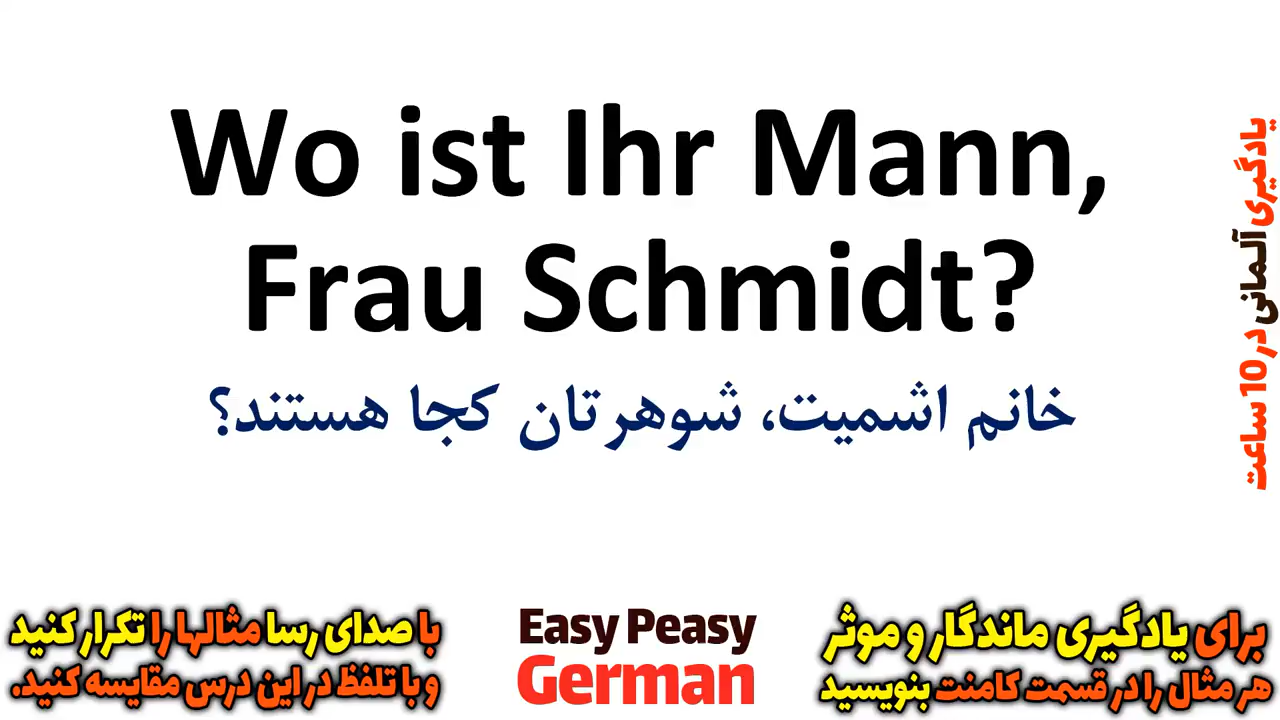 Wo ist Ihr Mann,
Frau Schmidt?
خانم اشمیت، شوهرتان کجا هستند؟
یادگیری آلمانی در 10 ساعت
با صدای رسا مثالها را تکرار کنید
و با تلفظ در این درس مقایسه کنید.
Easy Peasy
German
برای یادگیری ماندگار و موثر
هر مثال را در قسمت کامنت بنویسید